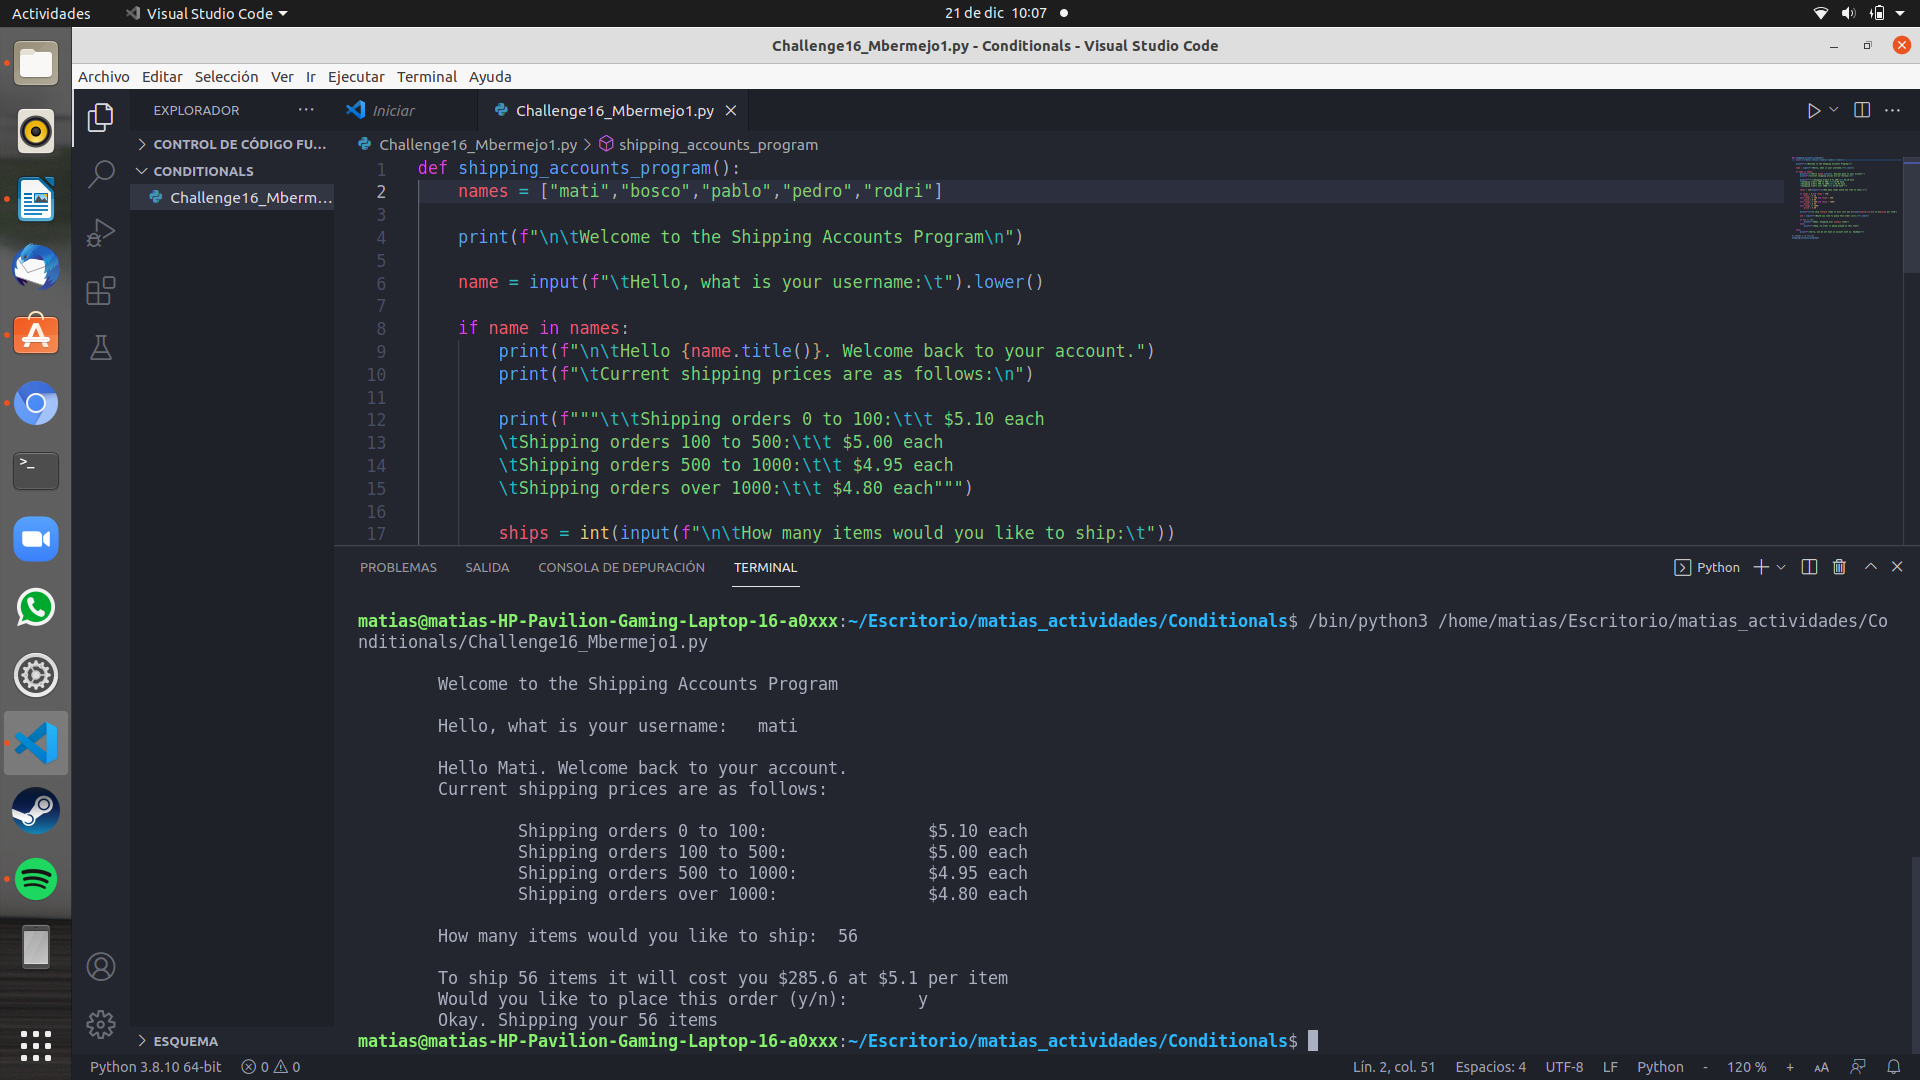 Actividades
Visual Studio Code
21 de dic 10:07
Challenge16_Mbermejo1.py - Conditionals - Visual Studio Code
Archivo Editar Selección Ver Ir Ejecutar Terminal Ayuda
EXPLORADOR
Iniciar
Challenge16_Mbermejo1.py
CONTROL DE CÓDIGO FU...
CONDITIONALS
Challenge16_Mberm...
Challenge16_Mbermejo1.py > shipping_accounts_program
1 def shipping_accounts_program():
2 names = ["mati","bosco","pablo","pedro","rodri"]
3
4 print(f"\n\tWelcome to the Shipping Accounts Program\n")
5
6 name = input(f"\tHello, what is your username:\t").lower()
7
8 if name in names:
9 print(f"\n\tHello {name.title()}. Welcome back to your account.")
10 print(f"\tCurrent shipping prices are as follows:\n")
11
12 print(f"""\t\tShipping orders 0 to 100:\t\t $5.10 each
13 \tShipping orders 100 to 500:\t\t $5.00 each
14 \tShipping orders 500 to 1000:\t\t $4.95 each
15 \tShipping orders over 1000:\t\t $4.80 each""")
16
17 ships = int(input(f"\n\tHow many items would you like to ship:\t"))
PROBLEMAS SALIDA CONSOLA DE DEPURACIÓN TERMINAL
Python
matias@matias-HP-Pavilion-Gaming-Laptop-16-a0xxx:~/Escritorio/matias_actividades/Conditionals$ /bin/python3 /home/matias/Escritorio/matias_actividades/Co
nditionals/Challenge16_Mbermejo1.py
Welcome to the Shipping Accounts Program
Hello, what is your username: mati
Hello Mati. Welcome back to your account.
Current shipping prices are as follows:
Shipping orders 0 to 100: $5.10 each
Shipping orders 100 to 500: $5.00 each
Shipping orders 500 to 1000: $4.95 each
Shipping orders over 1000: $4.80 each
How many items would you like to ship: 56
To ship 56 items it will cost you $285.6 at $5.1 per item
Would you like to place this order (y/n): y
Okay. Shipping your 56 items
matias@matias-HP-Pavilion-Gaming-Laptop-16-a0xxx:~/Escritorio/matias_actividades/Conditionals$
ESQUEMA
Python 3.8.10 64-bit 0 0
Lín. 2, col. 51 Espacios: 4 UTF-8 LF Python - 120 % + AA